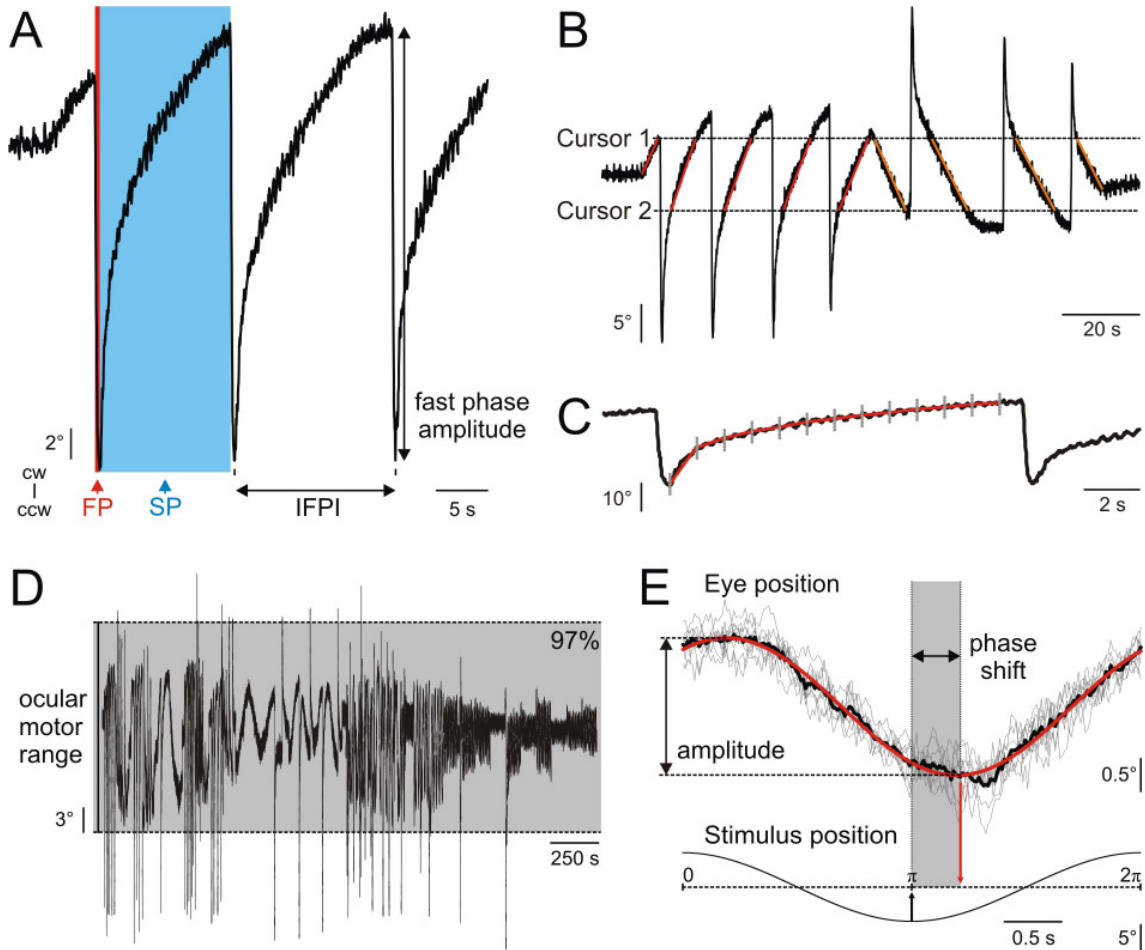 A
fast phase
amplitude
2°
cw
ccw
FP
SP
IFPI
5 s
B
Cursor 1
Cursor 2
5°
20 s
C
10°
2 s
D
97%
ocular
motor
range
3°
250 s
E
Eye position
phase
shift
amplitude
0.5°
Stimulus position
0
π
2π
0.5 s
5°